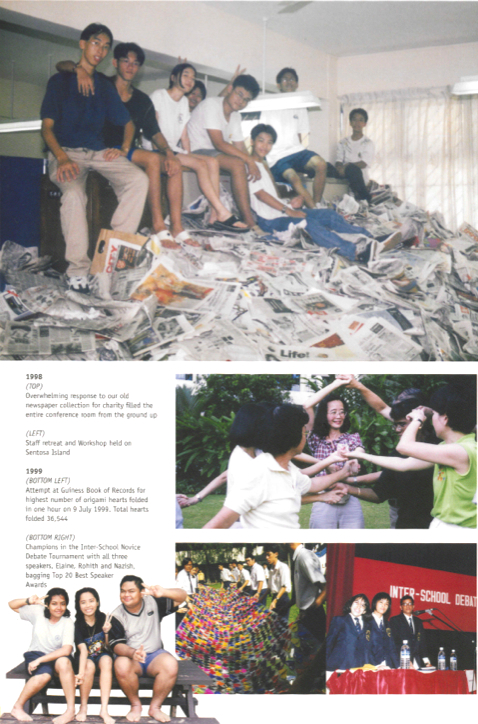 Life!
1998
(TOP)
Overwhelming response to our old
newspaper collection for charity filled the
entire conference room from the ground up
(LEFT)
Staff retreat and Workshop held on
Sentosa Island
1999
(BOTTOM LEFT)
Attempt at Guiness Book of Records for
highest number of origami hearts folded
in one hour on 9 July 1999. Total hearts
folded 36,544
(BOTTOM RIGHT)
Champions in the Inter-School Novice
Debate Tournament with all three
speakers, Elaine, Rohith and Nazish,
bagging Top 20 Best Speaker
Awards
INTER-SCHOOL DEBAT